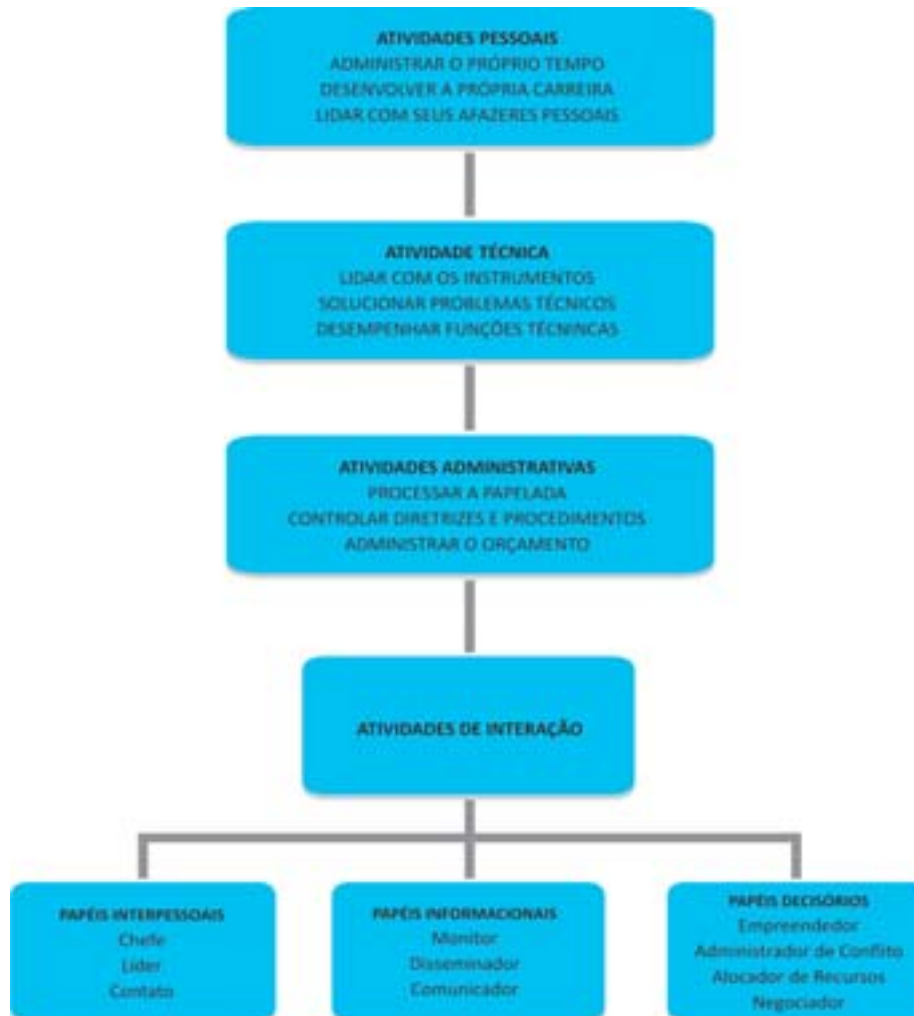 ATIVIDADES PESSOAIS
ADMINISTRAR O PRÓPRIO TEMPO
DESENVOLVER A PRÓPRIA CARREIRA
LIDAR COM SEUS AFAZERES PESSOAIS
ATIVIDADE TÉCNICA
LIDAR COM OS INSTRUMENTOS
SOLUCIONAR PROBLEMAS TÉCNICOS
DESEMPENHAR FUNÇÕES TÉCNINCAS
ATIVIDADES ADMINISTRATIVAS
PROCESSAR A PAPELADA
CONTROLAR DIRETRIZES E PROCEDIMENTOS
ADMINISTRAR O ORÇAMENTO
ATIVIDADES DE INTERAÇÃO
PAPÉIS INTERPESSOAIS
Chefe
Líder
Contato
PAPÉIS INFORMACIONAIS
Monitor
Disseminador
Comunicador
PAPÉIS DECISÓRIOS
Empreendedor
Administrador de Conflito
Alocador de Recursos
Negociador